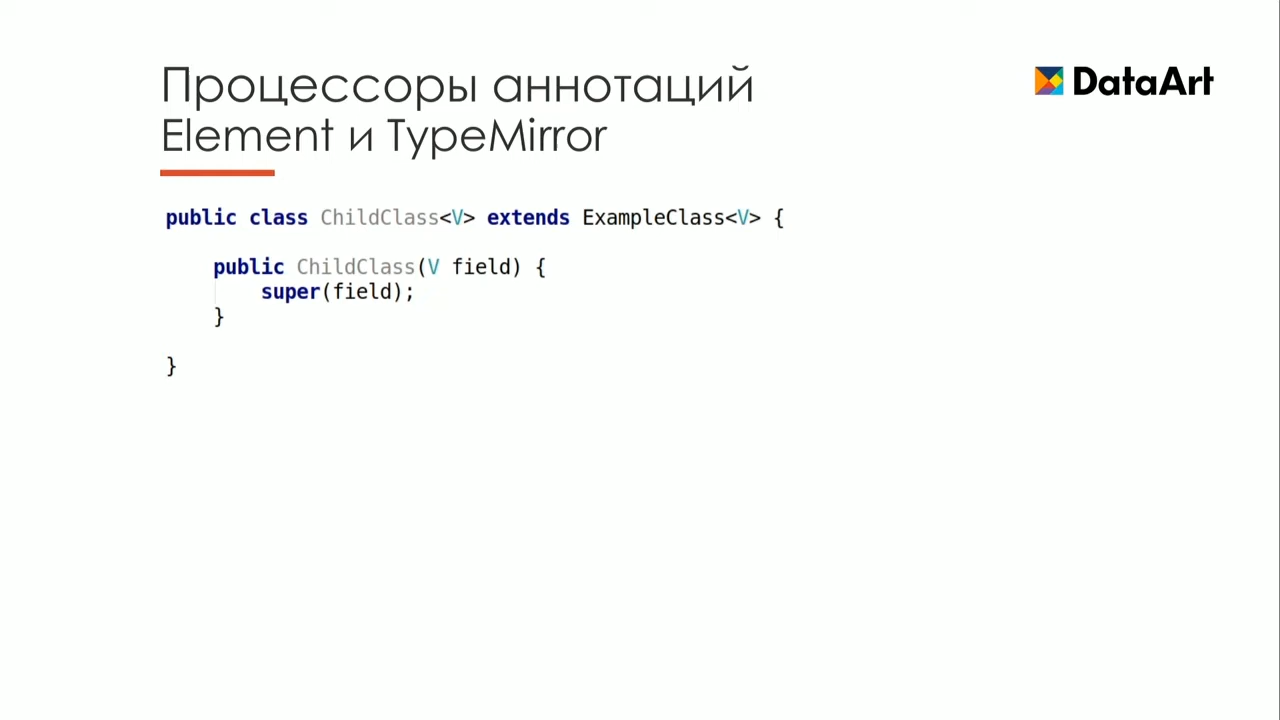 Процессоры аннотаций
Element и TypeMirror
DataArt
public class ChildClass<V> extends ExampleClass<V> {
    public ChildClass(V field) {
        super(field);
    }
}